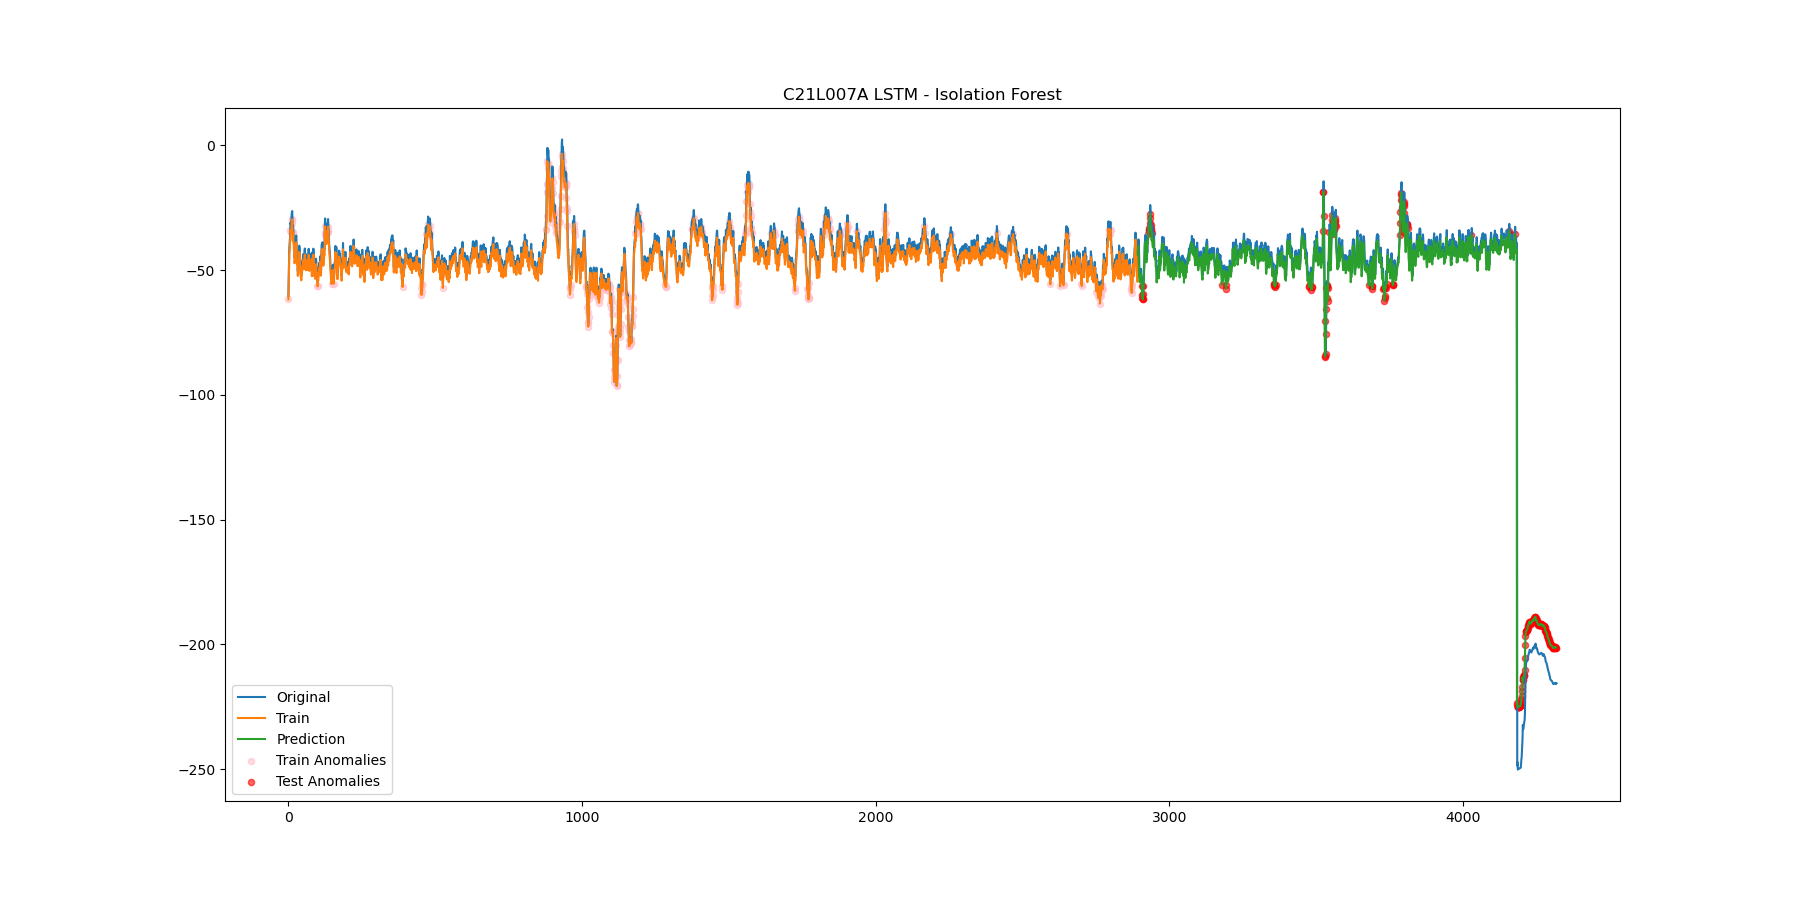 C21L007A LSTM - Isolation Forest
0
−50
−100
−150
−200
−250
0
1000
2000
3000
4000
Original
Train
Prediction
Train Anomalies
Test Anomalies